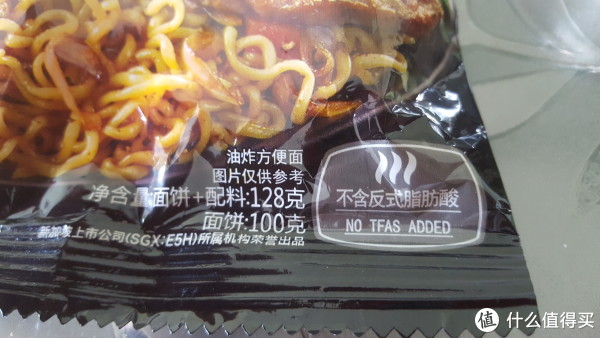 油炸方便面
图片仅供参考
净含量:面饼+配料:128克
面饼:100克
新加坡上市公司(SGX:E5H)所属机构荣誉出品
不含反式脂肪酸
NO TFAS ADDED
值 什么值得买